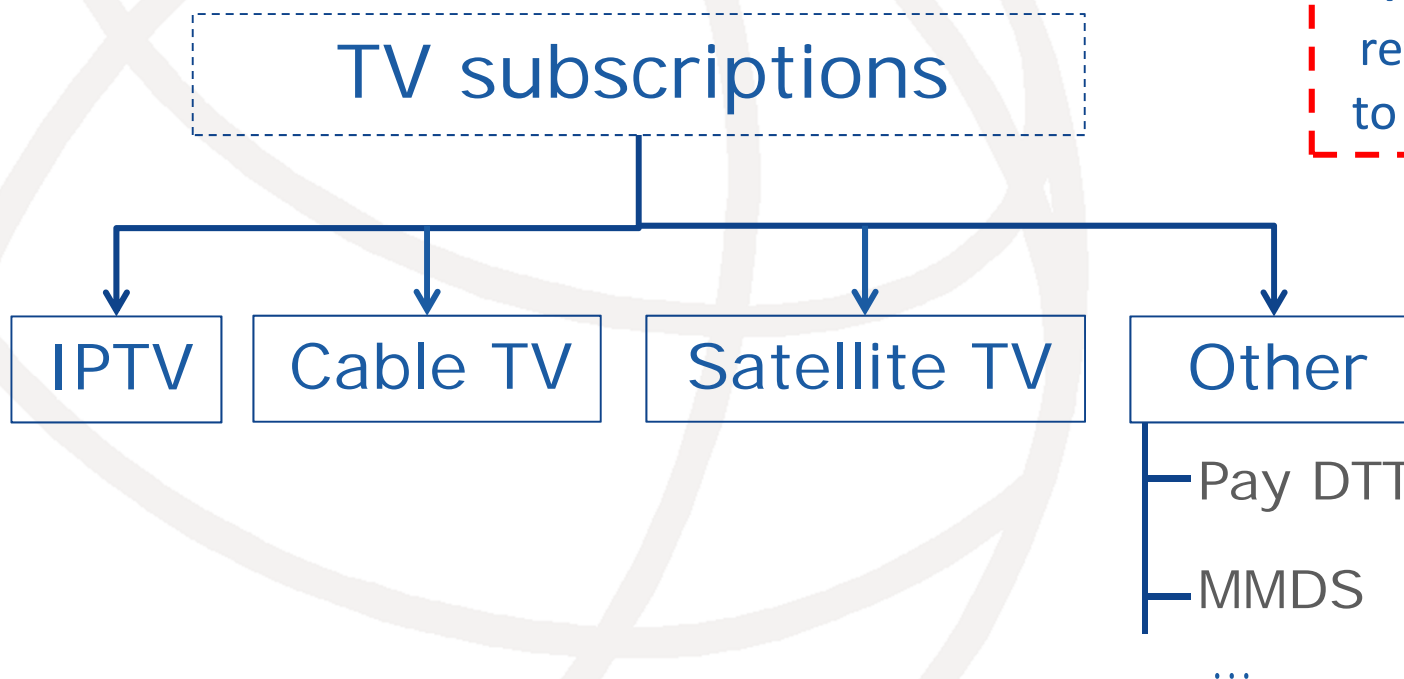 TV subscriptions
re
to
IPTV
Cable TV
Satellite TV
Other
Pay DTT
MMDS
...